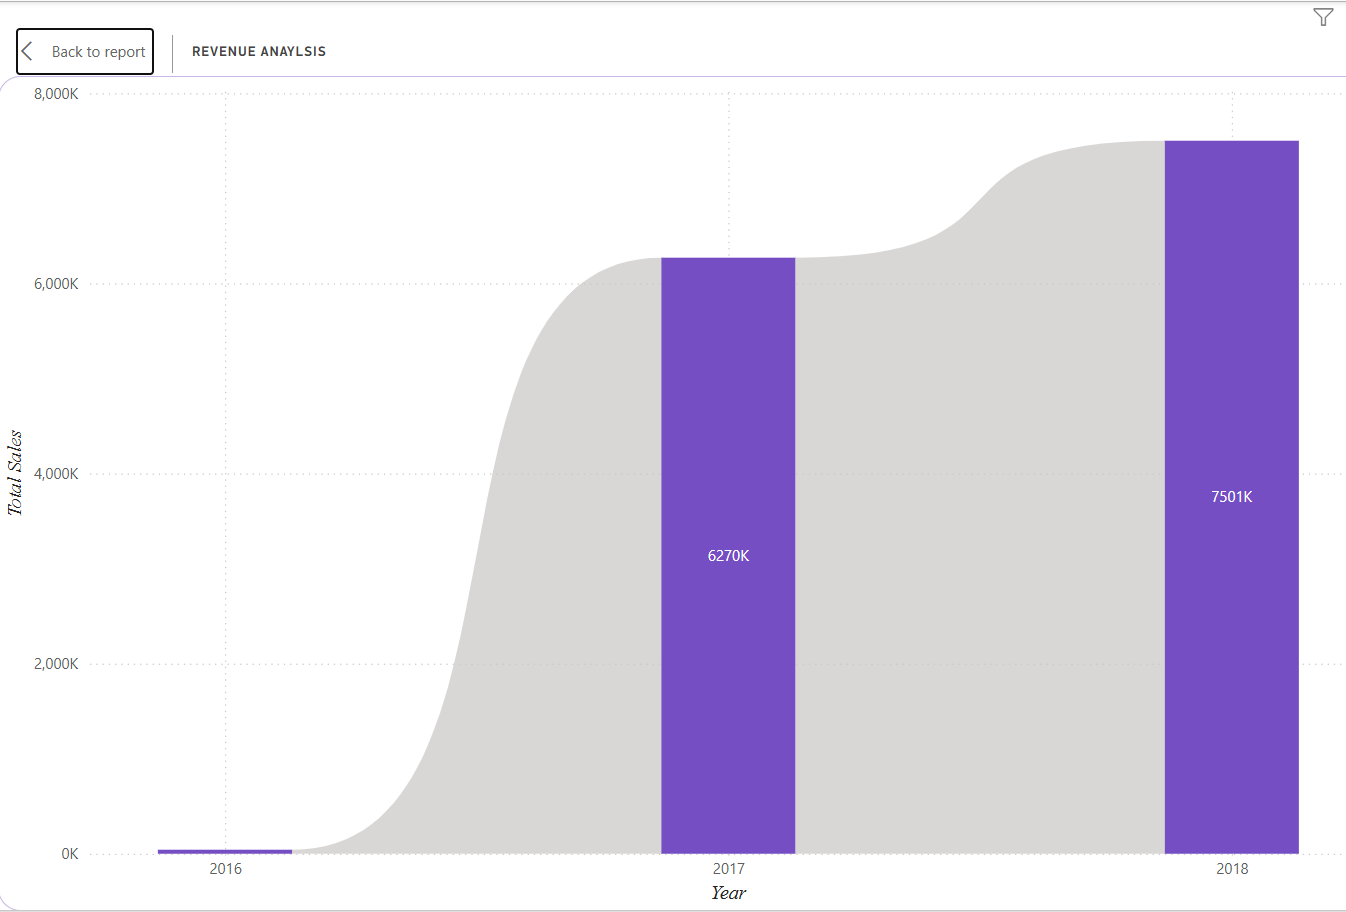 Back to report
REVENUE ANAYLSIS
8,000K
6,000K
4,000K
2,000K
0K
Total Sales
6270K
7501K
2016
2017
2018
Year